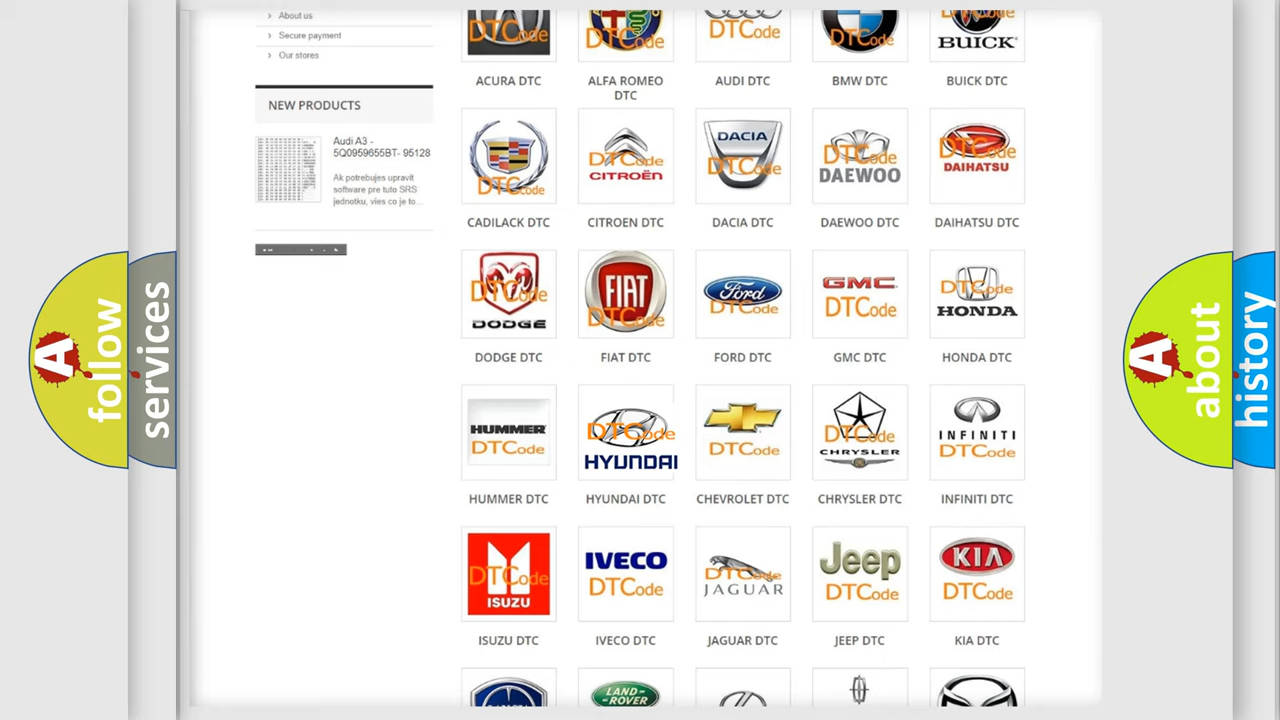 About us
Secure payment
Our stores
NEW PRODUCTS
Audi A3 -
5Q0959655BT- 95128
Ak potrebujes upravit
software pre tuto SRS
jednotku, vies co je to...
DTCode
DTCode
DTCode
DTCode
BUICK
ACURA DTC
ALFA ROMEO
DTC
AUDI DTC
BMW DTC
BUICK DTC
DTCode
DTCode
CITROËN
DACIA
DTCode
DTCode
DAEWOO
DTCode
DAIHATSU
CADILACK DTC
CITROEN DTC
DACIA DTC
DAEWOO DTC
DAIHATSU DTC
DTCode
DODGE
FIAT
DTCode
Ford
DTCode
GMC
DTCode
DTCode
HONDA
DODGE DTC
FIAT DTC
FORD DTC
GMC DTC
HONDA DTC
HUMMER
DTCode
DTCode
HYUNDAI
DTCode
DTCode
CHRYSLER
INFINITI
DTCode
HUMMER DTC
HYUNDAI DTC
CHEVROLET DTC
CHRYSLER DTC
INFINITI DTC
DTCode
ISUZU
IVECO
DTCode
DTCode
JAGUAR
Jeep
DTCode
KIA
DTCode
ISUZU DTC
IVECO DTC
JAGUAR DTC
JEEP DTC
KIA DTC
LAND-
ROVER
A
follow
services
A
about
history